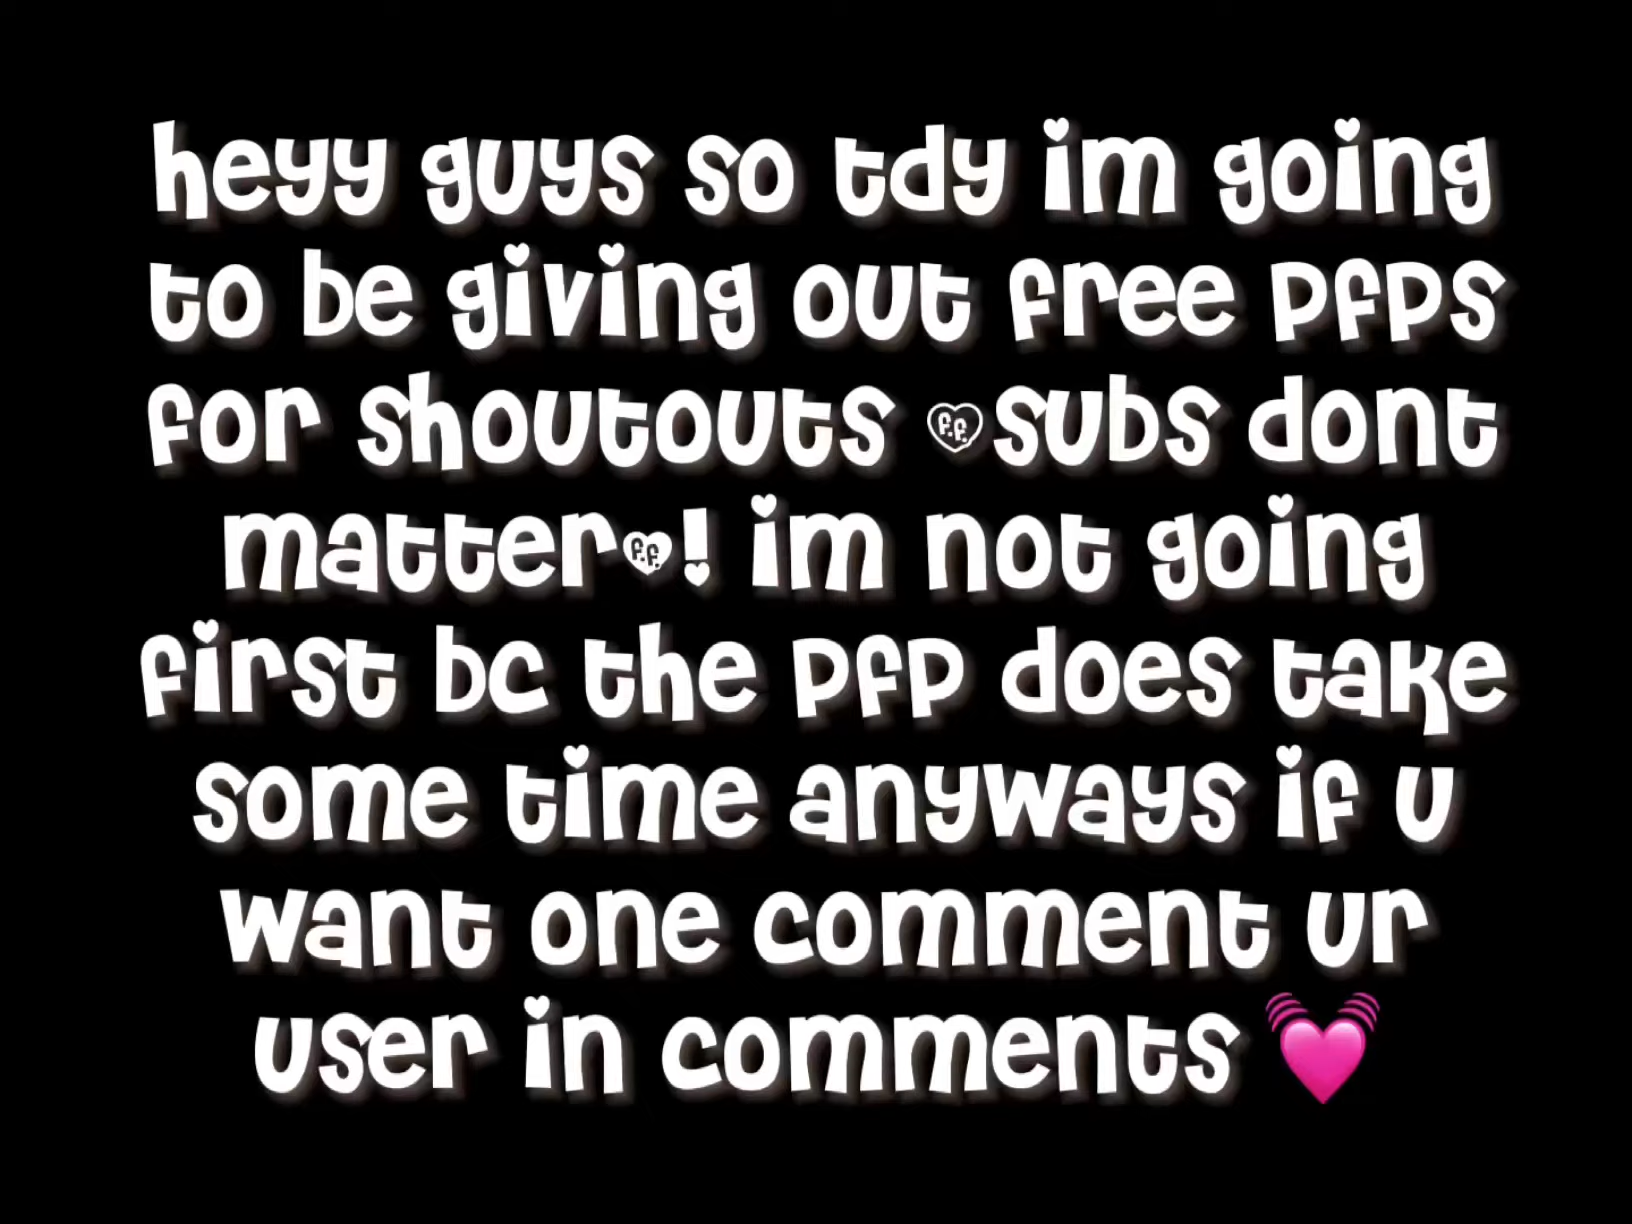 heyy guys so tdy im going
to be giving out free pfps
for shoutouts (subs dont
matter)! im not going
first bc the pfp does take
some time anyways if u
want one comment ur
user in comments 💓